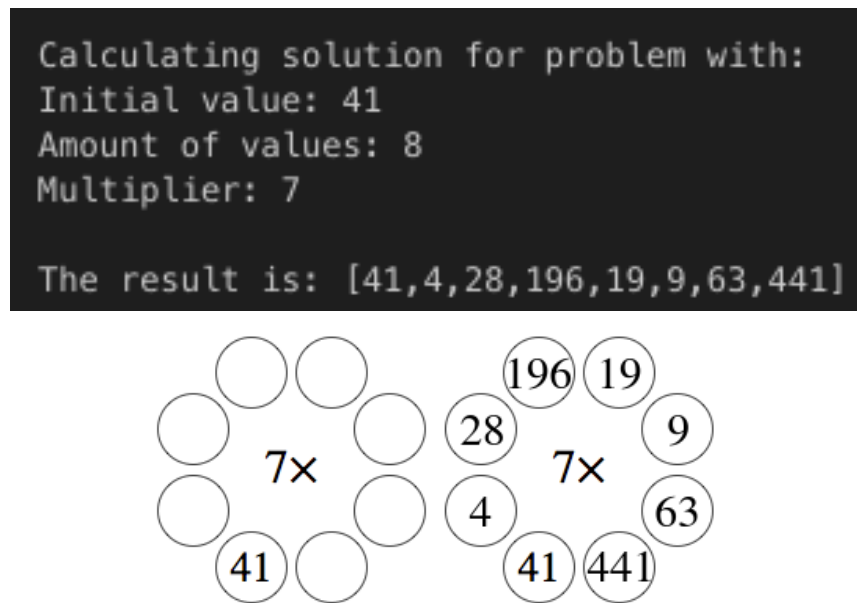 Calculating solution for problem with:
Initial value: 41
Amount of values: 8
Multiplier: 7
The result is: [41,4,28,196,19,9,63,441]
7×
41
196 19
28 9
7×
4 63
41 441